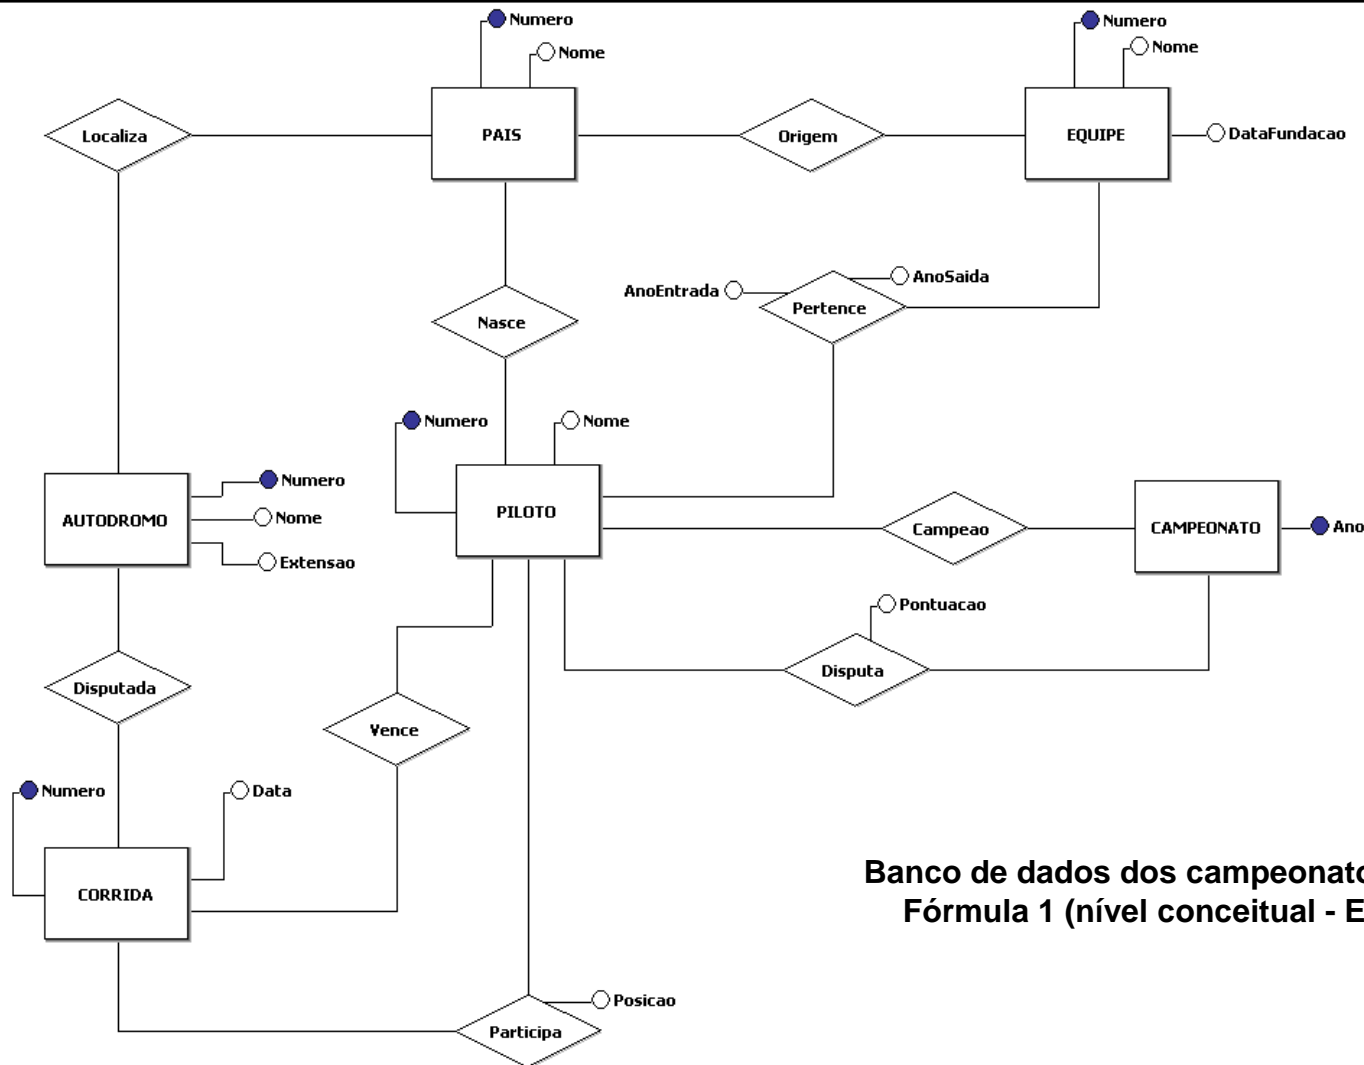 Numero
Nome
Numero
Nome
Localiza
PAIS
Origem
EQUIPE
DataFundacao
AnoEntrada
AnoSaida
Pertence
Nasce
Numero
Nome
Numero
Nome
Extensao
AUTODROMO
PILOTO
Campeao
CAMPEONATO
Ano
Pontuacao
Disputa
Disputada
Vence
Numero
Data
CORRIDA
Banco de dados dos campeonato
Fórmula 1 (nível conceitual - E
Posicao
Participa